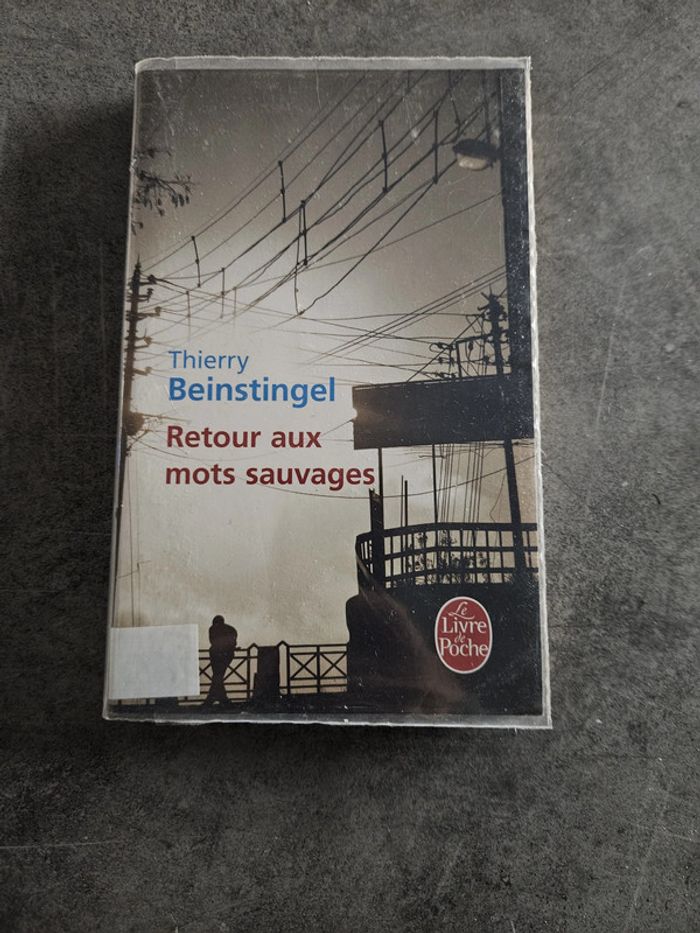 Thierry
Beinstingel
Retour aux
mots sauvages
Le
Livre
de
Poche